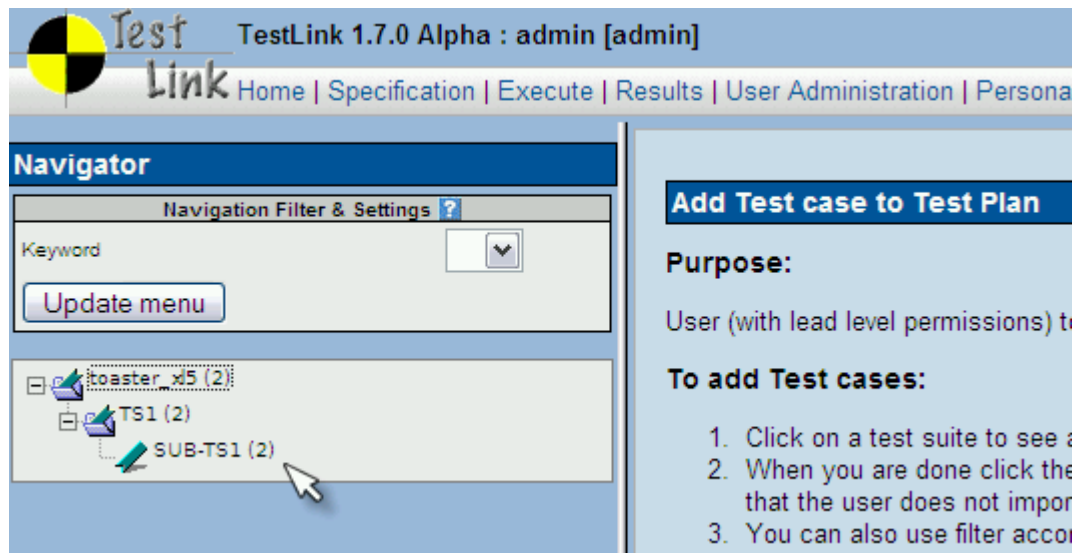 Test Link
TestLink 1.7.0 Alpha : admin [admin]
Home | Specification | Execute | Results | User Administration | Persona
Navigator
Navigation Filter & Settings ?
Keyword
Update menu
toaster_xl5 (2)
TS1 (2)
SUB-TS1 (2)
Add Test case to Test Plan
Purpose:
User (with lead level permissions) t
To add Test cases:
1. Click on a test suite to see a
2. When you are done click the
that the user does not impor
3. You can also use filter accor